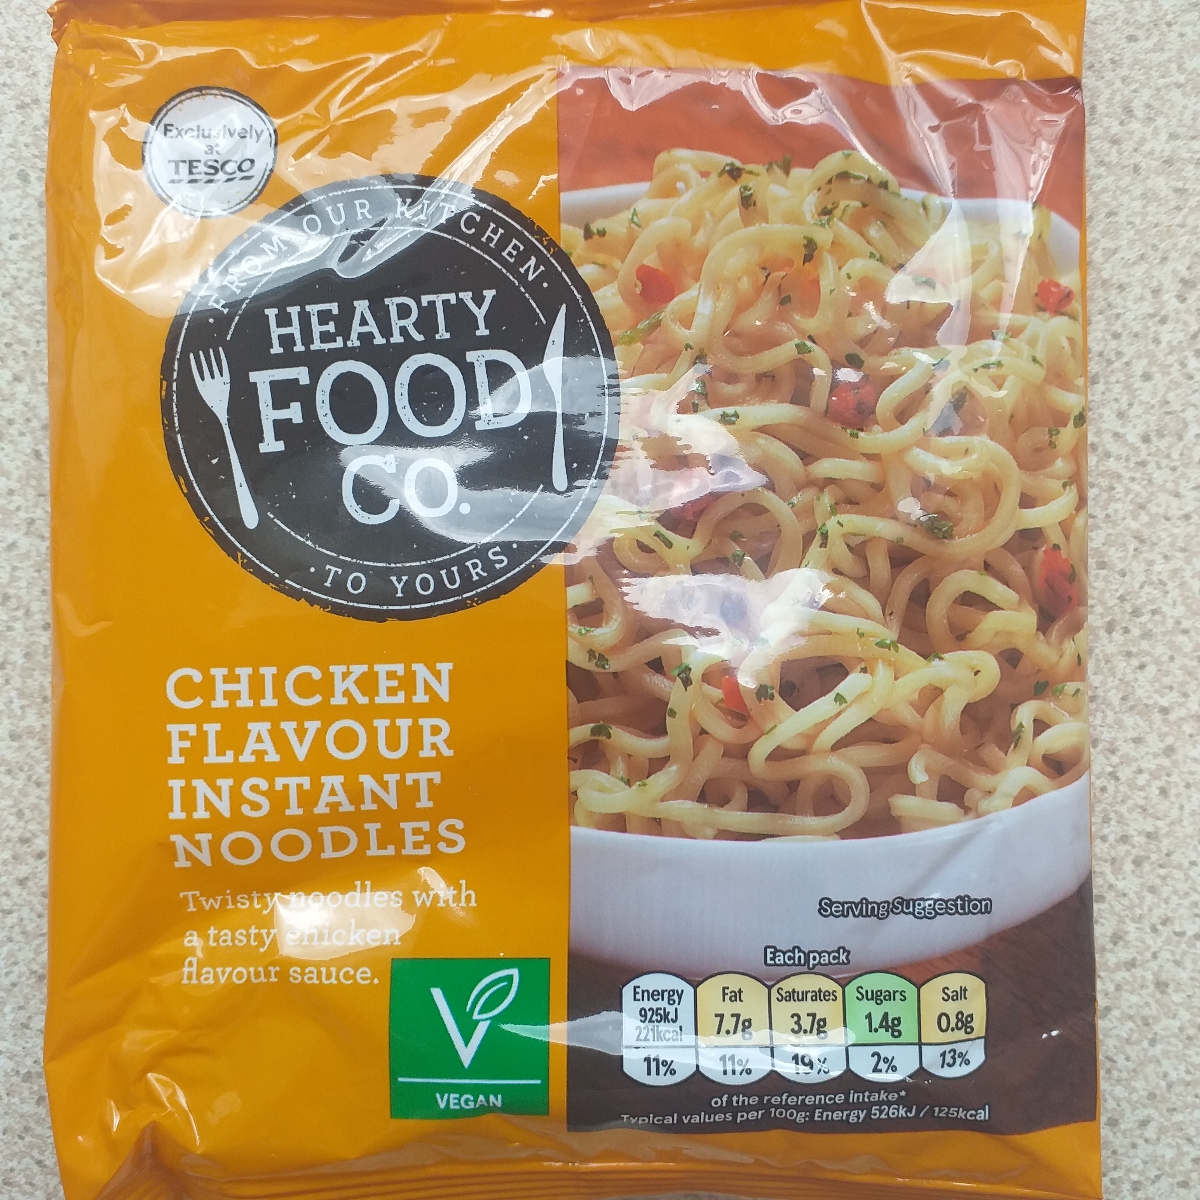 Exclusively
at
TESCO
·FROM OUR KITCHEN·
HEARTY
FOOD
CO.
·TO YOURS·
CHICKEN
FLAVOUR
INSTANT
NOODLES
Twisty noodles with
a tasty chicken
flavour sauce.
V
VEGAN
Serving Suggestion
Each pack
Energy Fat Saturates Sugars Salt
925kJ 7.7g 3.7g 1.4g 0.8g
221kcal
11% 11% 19% 2% 13%
of the reference intake*
Typical values per 100g: Energy 526kJ / 125kcal